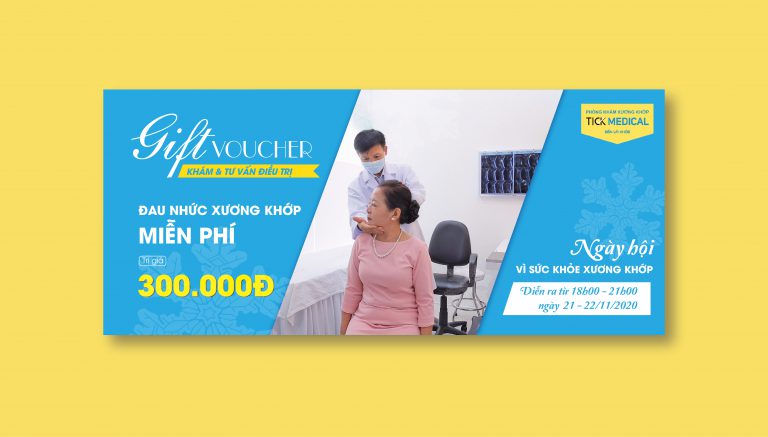 Gift VOUCHER
KHÁM & TƯ VẤN ĐIỀU TRỊ
ĐAU NHỨC XƯƠNG KHỚP
MIỄN PHÍ
Trị giá
300.000Đ
PHÒNG KHÁM XƯƠNG KHỚP
TICK MEDICAL
Ngày hội
VÌ SỨC KHỎE XƯƠNG KHỚP
Diễn ra từ 18h00 - 21h00
ngày 21 - 22/11/2020